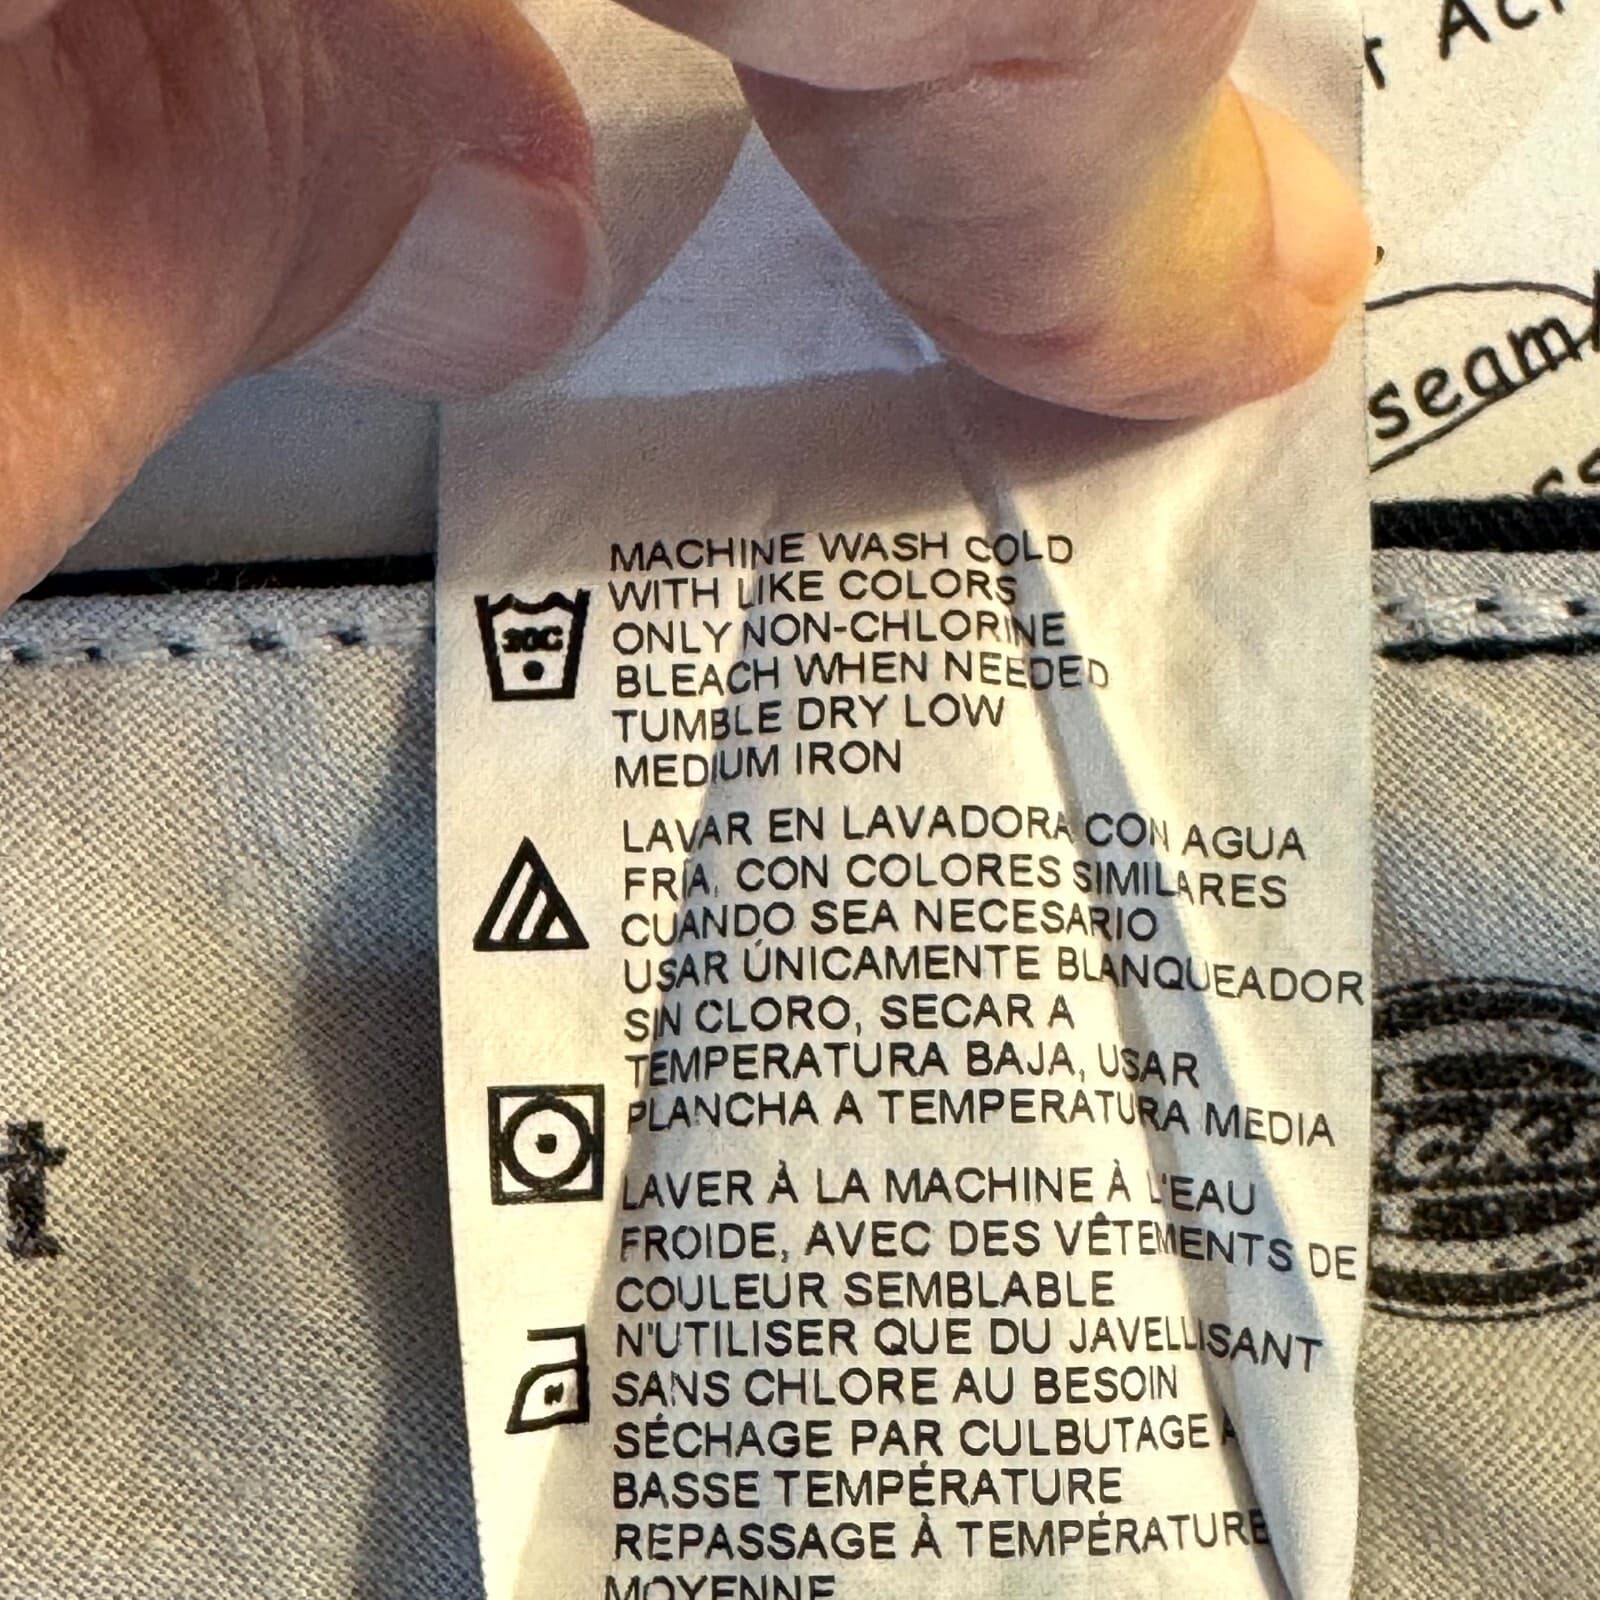 r Act
seam
MACHINE WASH COLD
WITH LIKE COLORS
30C
ONLY NON-CHLORINE
BLEACH WHEN NEEDED
TUMBLE DRY LOW
MEDIUM IRON
LAVAR EN LAVADORA CON AGUA
FRÍA, CON COLORES SIMILARES
CUANDO SEA NECESARIO
USAR ÚNICAMENTE BLANQUEADOR
SIN CLORO, SECAR A
TEMPERATURA BAJA, USAR
PLANCHA A TEMPERATURA MEDIA
LAVER À LA MACHINE À L'EAU
FROIDE, AVEC DES VÊTEMENTS DE
COULEUR SEMBLABLE
N'UTILISER QUE DU JAVELLISANT
SANS CHLORE AU BESOIN
SÉCHAGE PAR CULBUTAGE
BASSE TEMPÉRATURE
REPASSAGE À TEMPÉRATURE
MOYENNE
t